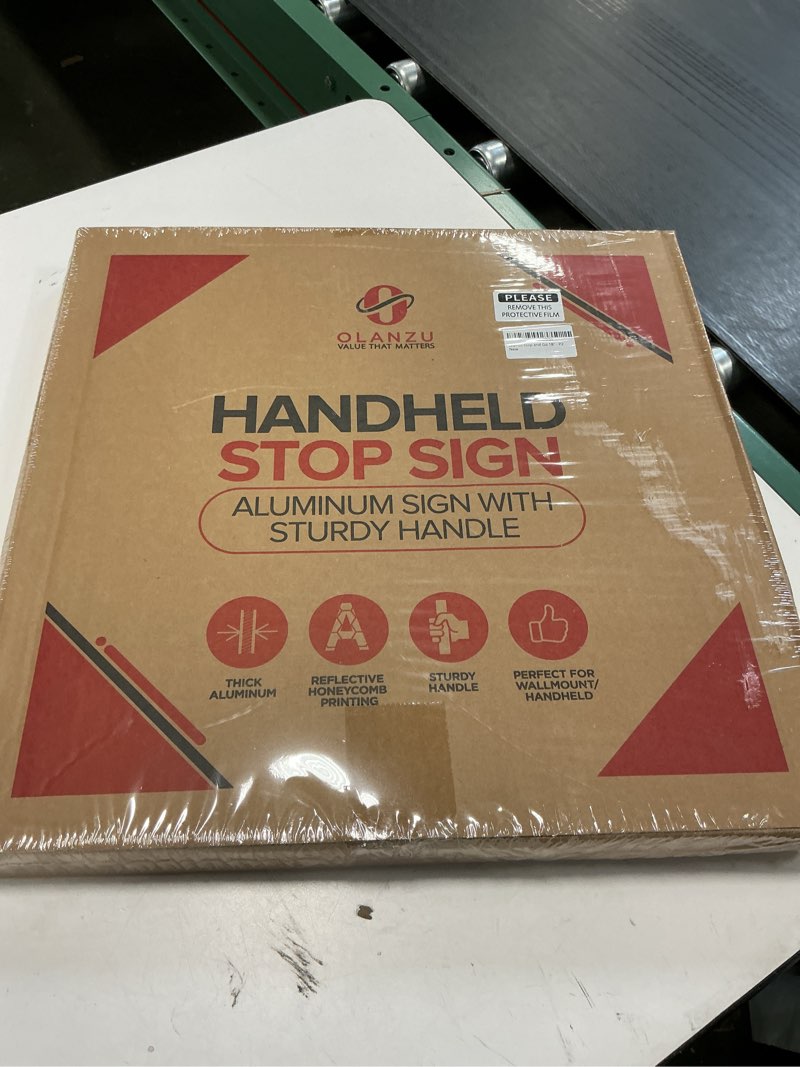 OLANZU
VALUE THAT MATTERS
PLEASE
REMOVE THIS
PROTECTIVE FILM
HANDHELD
STOP SIGN
ALUMINUM SIGN WITH
STURDY HANDLE
THICK
ALUMINUM
REFLECTIVE
HONEYCOMB
PRINTING
STURDY
HANDLE
PERFECT FOR
WALLMOUNT/
HANDHELD